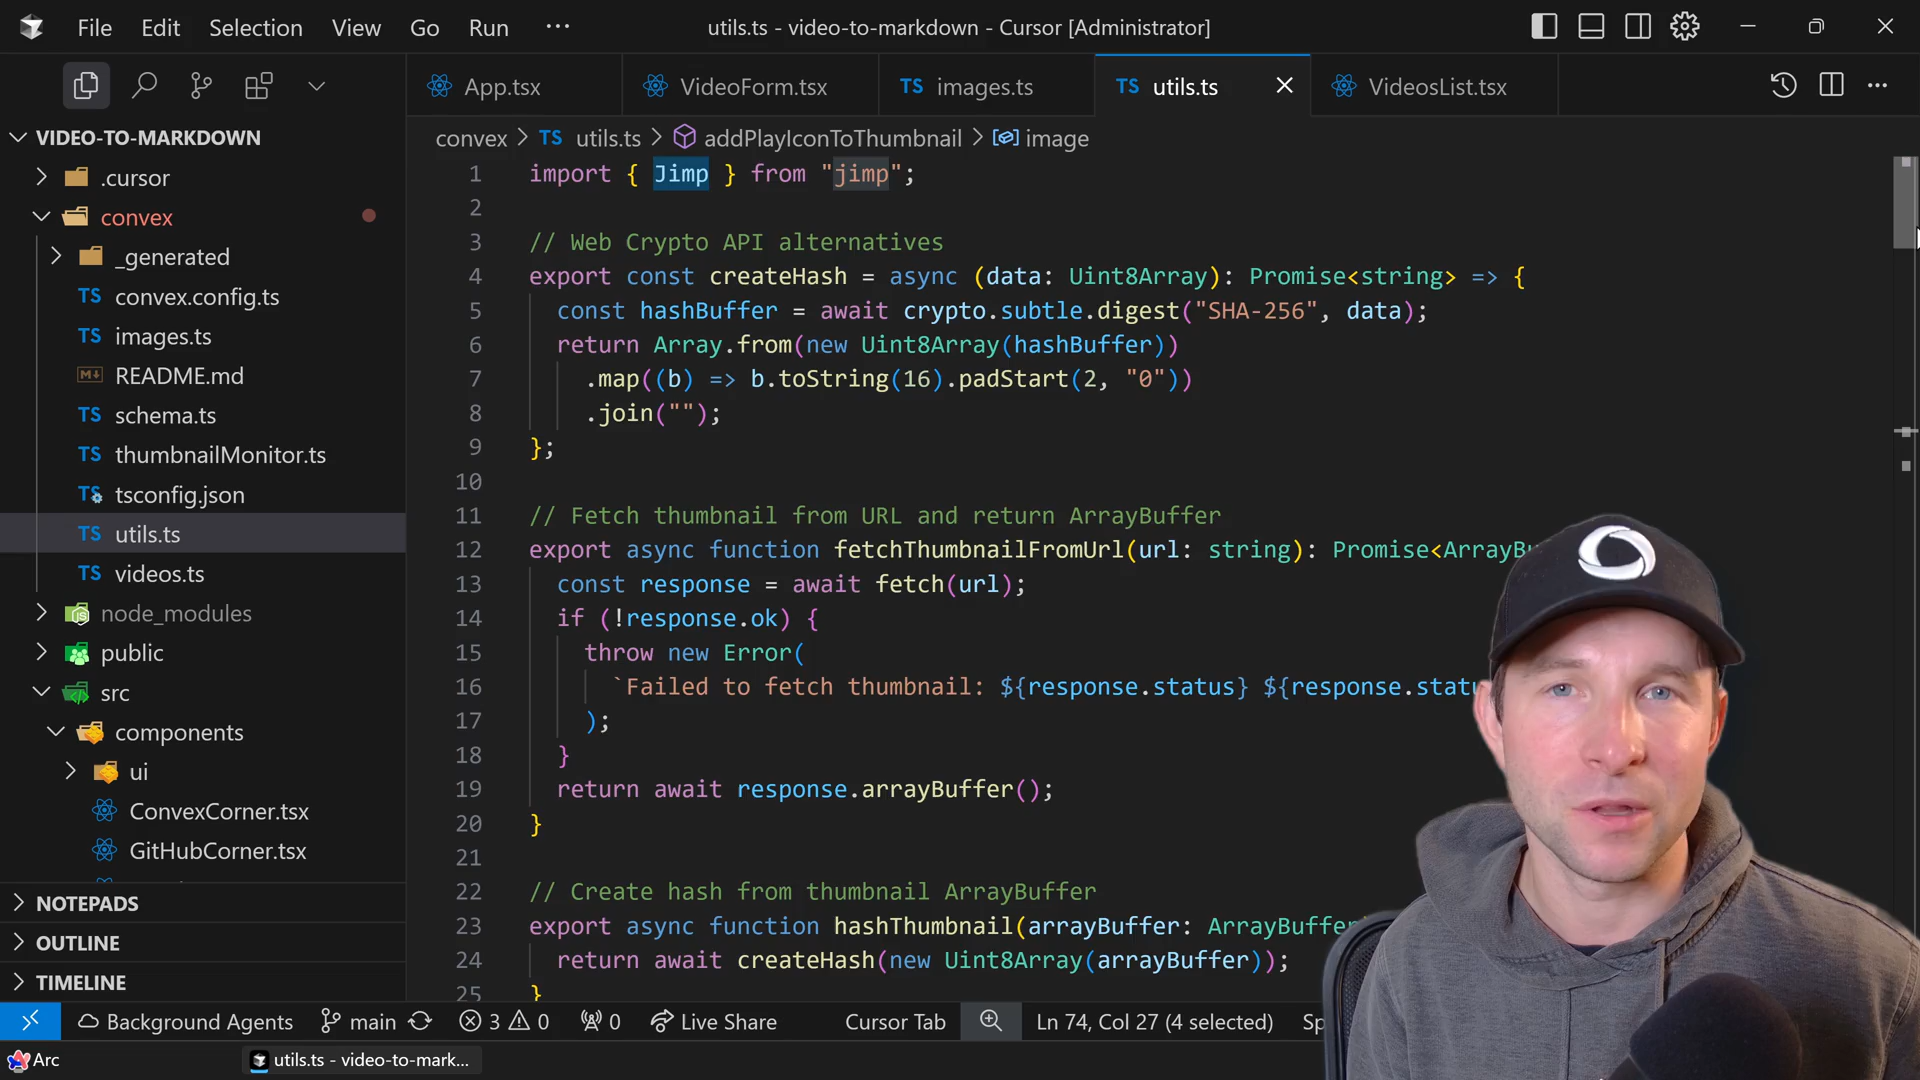 File Edit Selection View Go Run ···
utils.ts - video-to-markdown - Cursor [Administrator]
App.tsx
VideoForm.tsx
TS images.ts
TS utils.ts
VideosList.tsx
VIDEO-TO-MARKDOWN
.cursor
convex
_generated
TS convex.config.ts
TS images.ts
README.md
TS schema.ts
TS thumbnailMonitor.ts
TS tsconfig.json
TS utils.ts
TS videos.ts
node_modules
public
src
components
ui
ConvexCorner.tsx
GitHubCorner.tsx
NOTEPADS
OUTLINE
TIMELINE
convex > TS utils.ts > addPlayIconToThumbnail > image
1 import { Jimp } from "jimp";
2
3 // Web Crypto API alternatives
4 export const createHash = async (data: Uint8Array): Promise<string> => {
5 const hashBuffer = await crypto.subtle.digest("SHA-256", data);
6 return Array.from(new Uint8Array(hashBuffer))
7 .map((b) => b.toString(16).padStart(2, "0"))
8 .join("");
9 };
10
11 // Fetch thumbnail from URL and return ArrayBuffer
12 export async function fetchThumbnailFromUrl(url: string): Promise<ArrayBu
13 const response = await fetch(url);
14 if (!response.ok) {
15 throw new Error(
16 `Failed to fetch thumbnail: ${response.status} ${response.statu
17 );
18 }
19 return await response.arrayBuffer();
20 }
21
22 // Create hash from thumbnail ArrayBuffer
23 export async function hashThumbnail(arrayBuffer: ArrayBuffer
24 return await createHash(new Uint8Array(arrayBuffer));
25 }
Background Agents main 3 0 0 Live Share Cursor Tab Ln 74, Col 27 (4 selected) Sp
Arc utils.ts - video-to-mark...